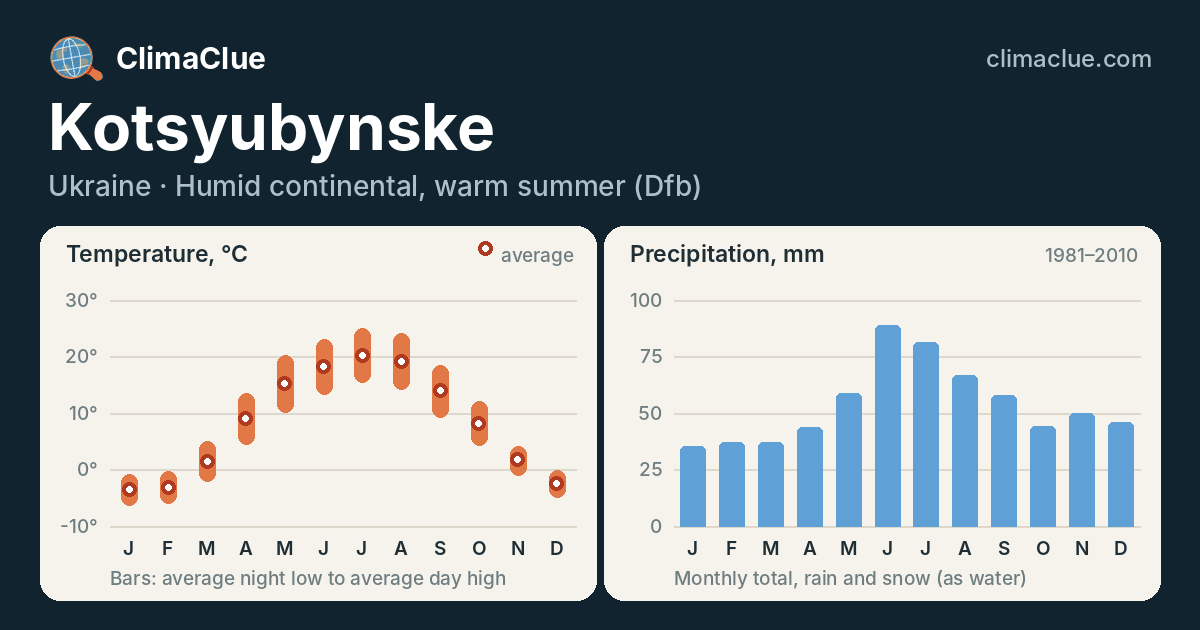 ClimaClue
climaclue.com
Kotsyubynske
Ukraine · Humid continental, warm summer (Dfb)
Temperature, °C
average
30°
20°
10°
0°
-10°
J F M A M J J A S O N D
Bars: average night low to average day high
Precipitation, mm
1981–2010
100
75
50
25
0
J F M A M J J A S O N D
Monthly total, rain and snow (as water)